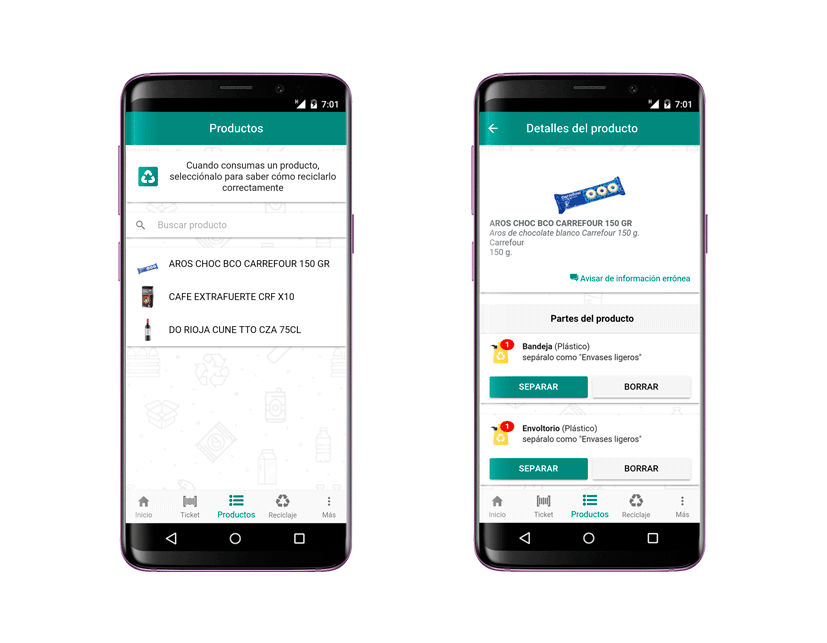 7:01
Productos
Cuando consumas un producto,
selecciónalo para saber cómo reciclarlo
correctamente
Buscar producto
AROS CHOC BCO CARREFOUR 150 GR
CAFE EXTRAFUERTE CRF X10
DO RIOJA CUNE TTO CZA 75CL
Inicio
Ticket
Productos
Reciclaje
Más
7:01
Detalles del producto
AROS CHOC BCO CARREFOUR 150 GR
Aros de chocolate blanco Carrefour 150 g.
Carrefour
150 g.
Avisar de información errónea
Partes del producto
1
Bandeja (Plástico)
sepáralo como "Envases ligeros"
SEPARAR
BORRAR
1
Envoltorio (Plástico)
sepáralo como "Envases ligeros"
SEPARAR
BORRAR
Inicio
Ticket
Productos
Reciclaje
Más